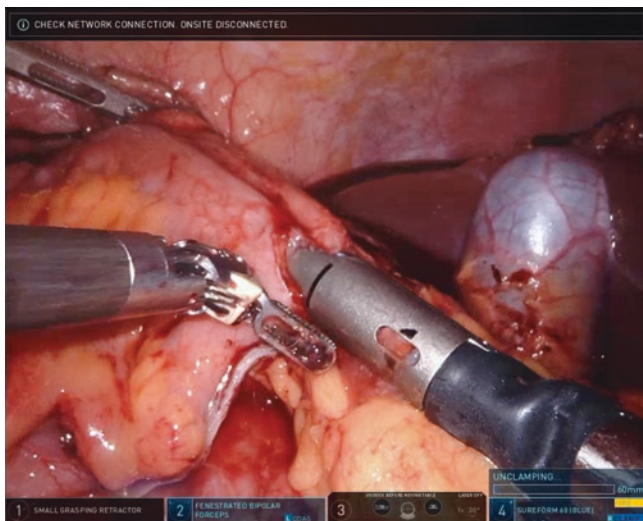 CHECK NETWORK CONNECTION. ONSITE DISCONNECTED.
UNCLAMPING...
60mm
1 SMALL GRASPING RETRACTOR
2 FENESTRATED BIPOLAR FORCEPS
3
30°
4 SUREFORM 60 (BLUE)